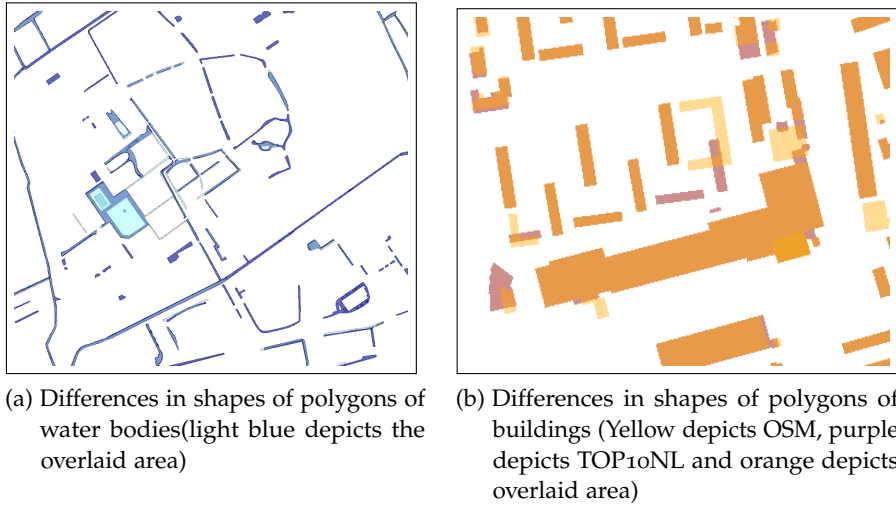 (a) Differences in shapes of polygons of
water bodies(light blue depicts the
overlaid area)
(b) Differences in shapes of polygons of
buildings (Yellow depicts OSM, purple
depicts TOP10NL and orange depicts
overlaid area)